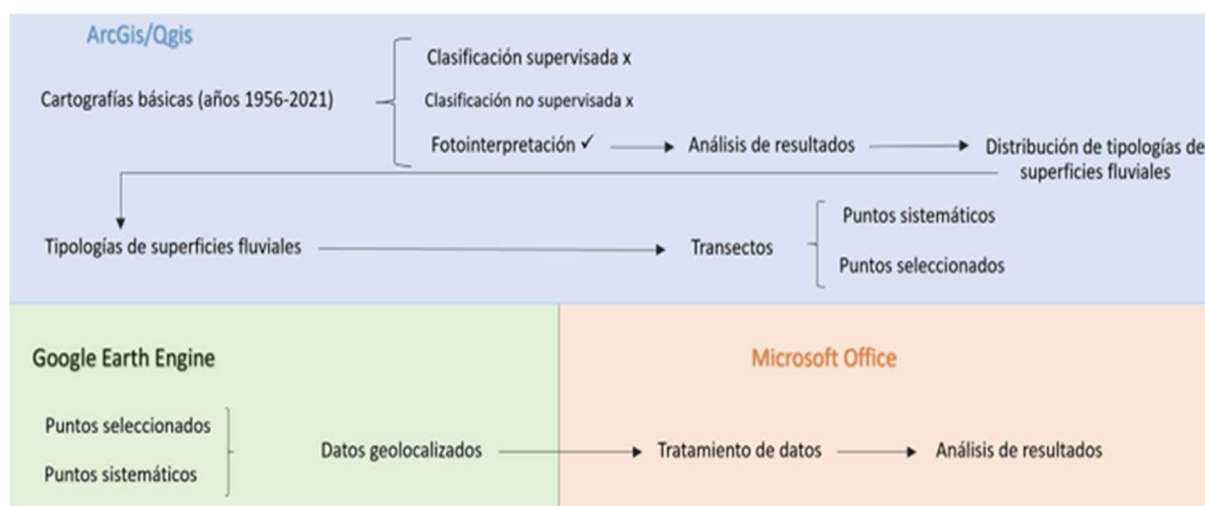 ArcGis/Qgis
Clasificación supervisada x
Cartografías básicas (años 1956-2021)
Clasificación no supervisada x
Fotointerpretación ✓
Análisis de resultados
Distribución de tipologías de
superficies fluviales
Puntos sistemáticos
Tipologías de superficies fluviales
Transectos
Puntos seleccionados
Google Earth Engine
Puntos seleccionados
Puntos sistemáticos
Datos geolocalizados
Microsoft Office
Tratamiento de datos
Análisis de resultados